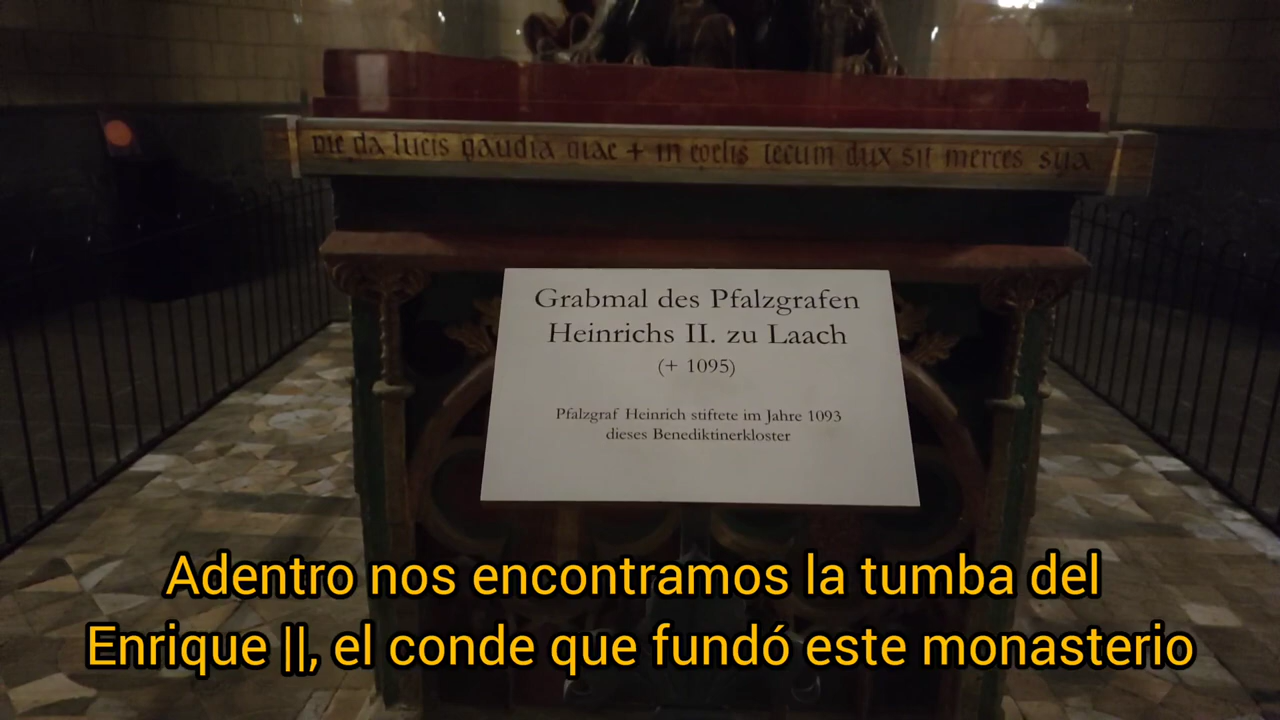 pie da lucis gaudia giac + in coelis tecum dux sit merces sya
Grabmal des Pfalzgrafen
Heinrichs II. zu Laach
(+ 1095)
Pfalzgraf Heinrich stiftete im Jahre 1093
dieses Benediktinerkloster
Adentro nos encontramos la tumba del
Enrique ||, el conde que fundó este monasterio